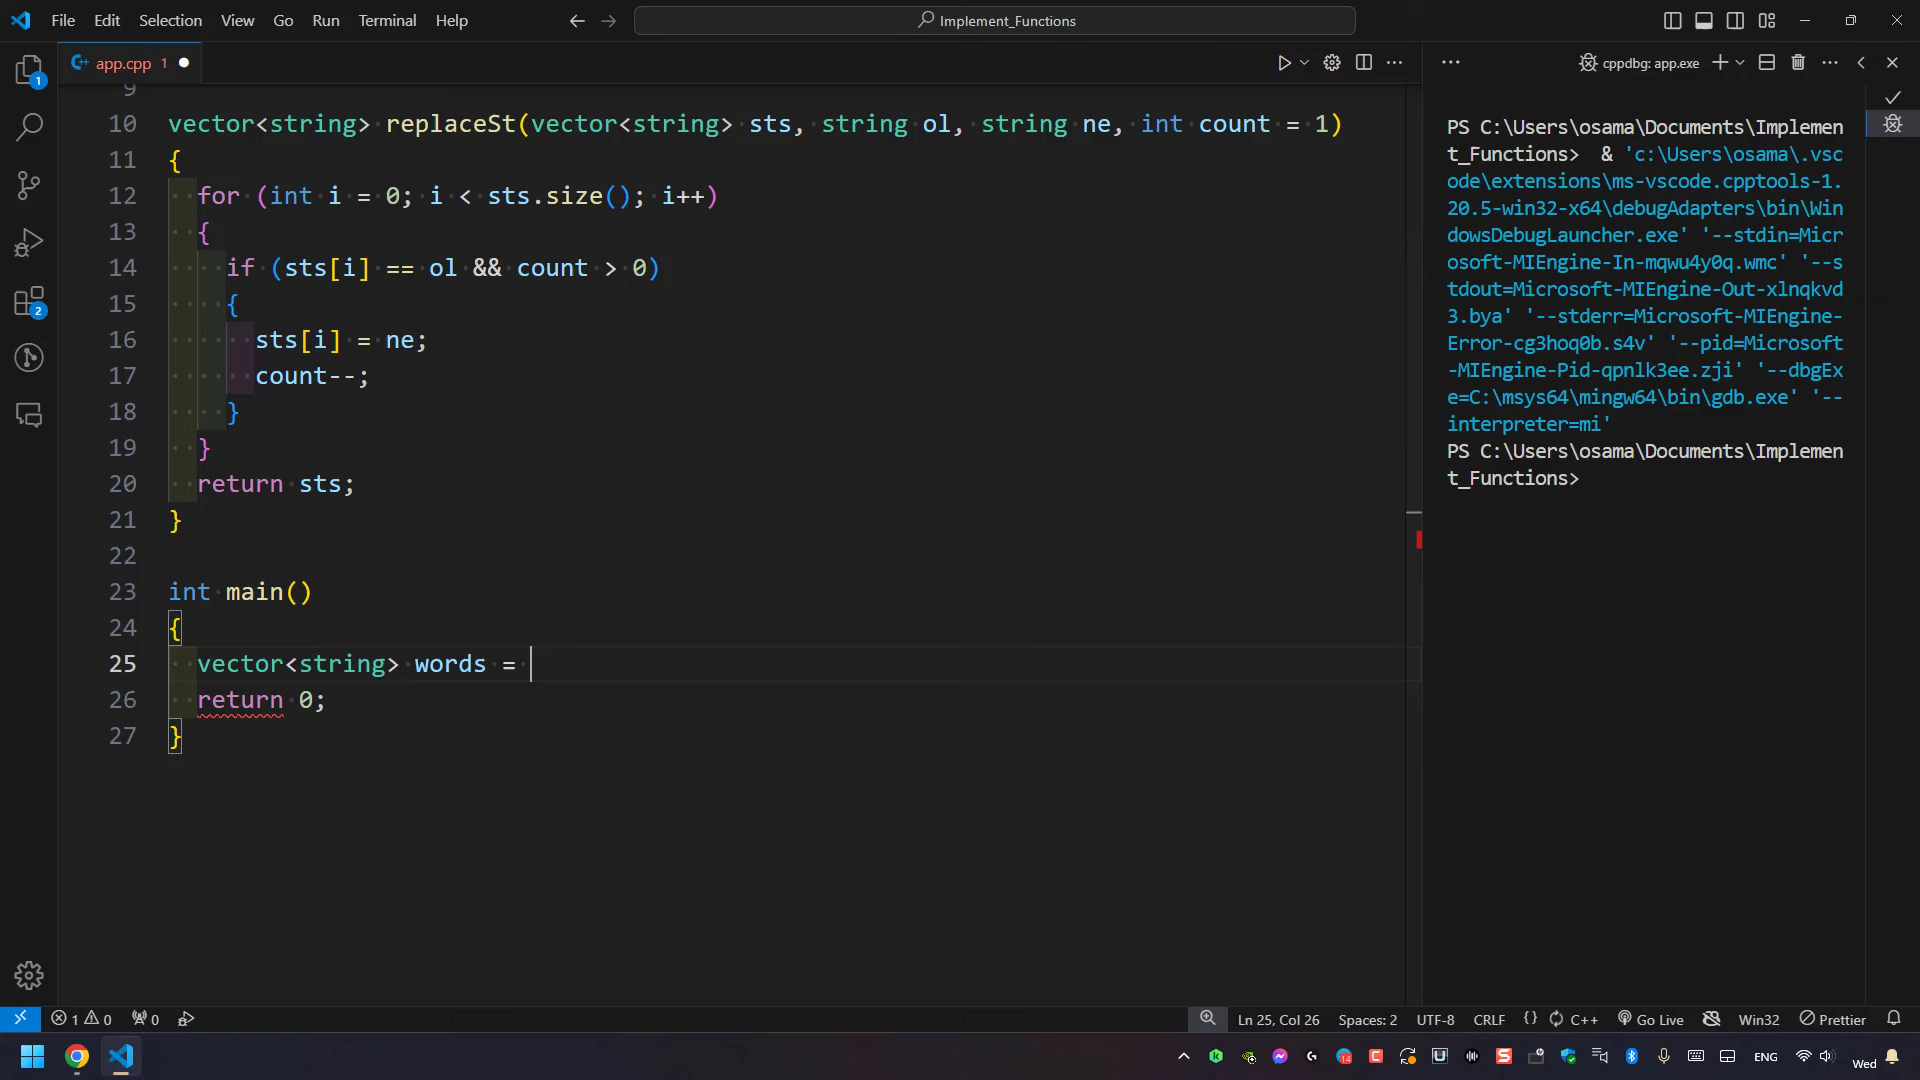 File Edit Selection View Go Run Terminal Help
Implement_Functions
app.cpp 1
cppdbg: app.exe
9
10 vector<string> replaceSt(vector<string> sts, string ol, string ne, int count = 1)
11 {
12 for (int i = 0; i < sts.size(); i++)
13 {
14 if (sts[i] == ol && count > 0)
15 {
16 sts[i] = ne;
17 count--;
18 }
19 }
20 return sts;
21 }
22
23 int main()
24 {
25 vector<string> words =
26 return 0;
27 }
PS C:\Users\osama\Documents\Implemen
t_Functions> & 'c:\Users\osama\.vsc
ode\extensions\ms-vscode.cpptools-1.
20.5-win32-x64\debugAdapters\bin\Win
dowsDebugLauncher.exe' '--stdin=Micr
osoft-MIEngine-In-mqwu4y0q.wmc' '--s
tdout=Microsoft-MIEngine-Out-xlnqkvd
3.bya' '--stderr=Microsoft-MIEngine-
Error-cg3hoq0b.s4v' '--pid=Microsoft
-MIEngine-Pid-qpnlk3ee.zji' '--dbgEx
e=C:\msys64\mingw64\bin\gdb.exe' '--
interpreter=mi'
PS C:\Users\osama\Documents\Implemen
t_Functions>
1
2
1 0 0
Ln 25, Col 26 Spaces: 2 UTF-8 CRLF {} C++ Go Live Win32 Prettier
14 ENG Wed